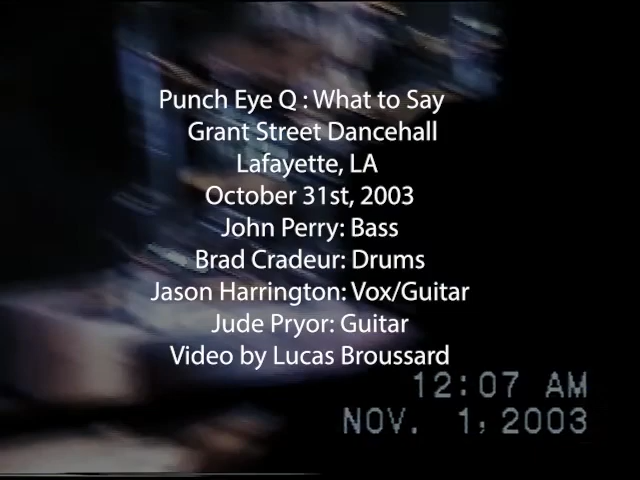 Punch Eye Q : What to Say
Grant Street Dancehall
Lafayette, LA
October 31st, 2003
John Perry: Bass
Brad Cradeur: Drums
Jason Harrington: Vox/Guitar
Jude Pryor: Guitar
Video by Lucas Broussard
12:07 AM
NOV. 1,2003